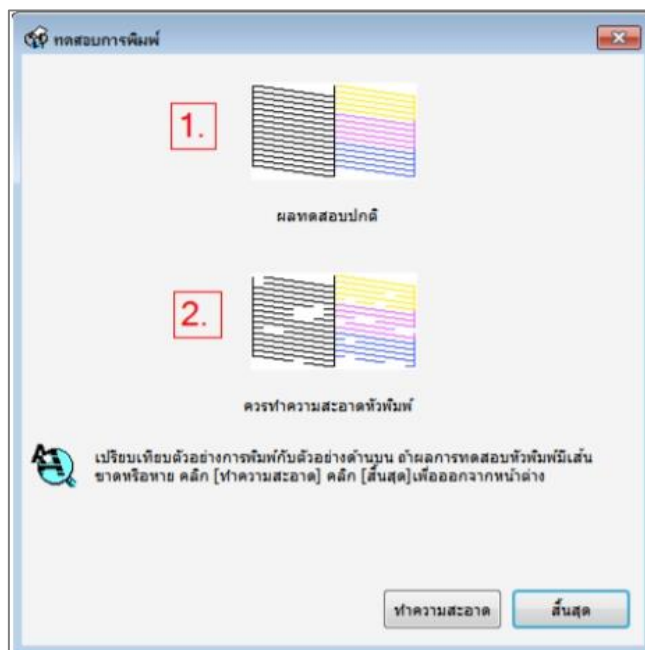 ทดสอบการพิมพ์
1.
ผลทดสอบปกติ
2.
ควรทำความสะอาดหัวพิมพ์
เปรียบเทียบตัวอย่างการพิมพ์กับตัวอย่างด้านบน ถ้าผลการทดสอบหัวพิมพ์มีเส้น
ขาดหรือหาย คลิก [ทำความสะอาด] คลิก [สิ้นสุด]เพื่อออกจากหน้าต่าง
ทำความสะอาด
สิ้นสุด